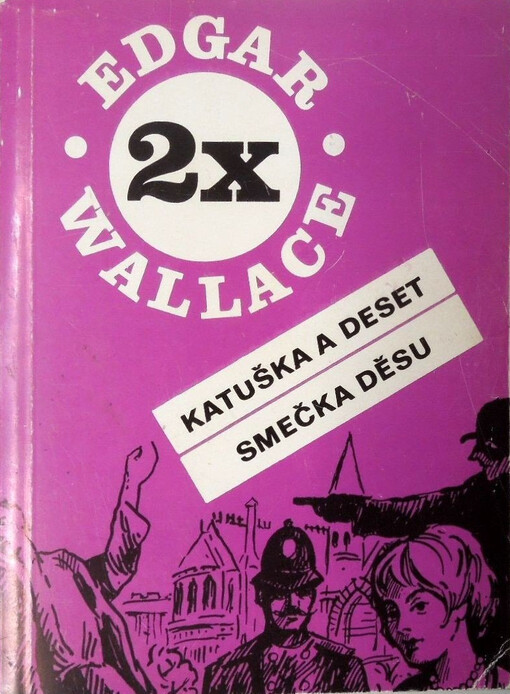 EDGAR
2x
WALLACE
KATUŠKA A DESET
SMEČKA DĚSU